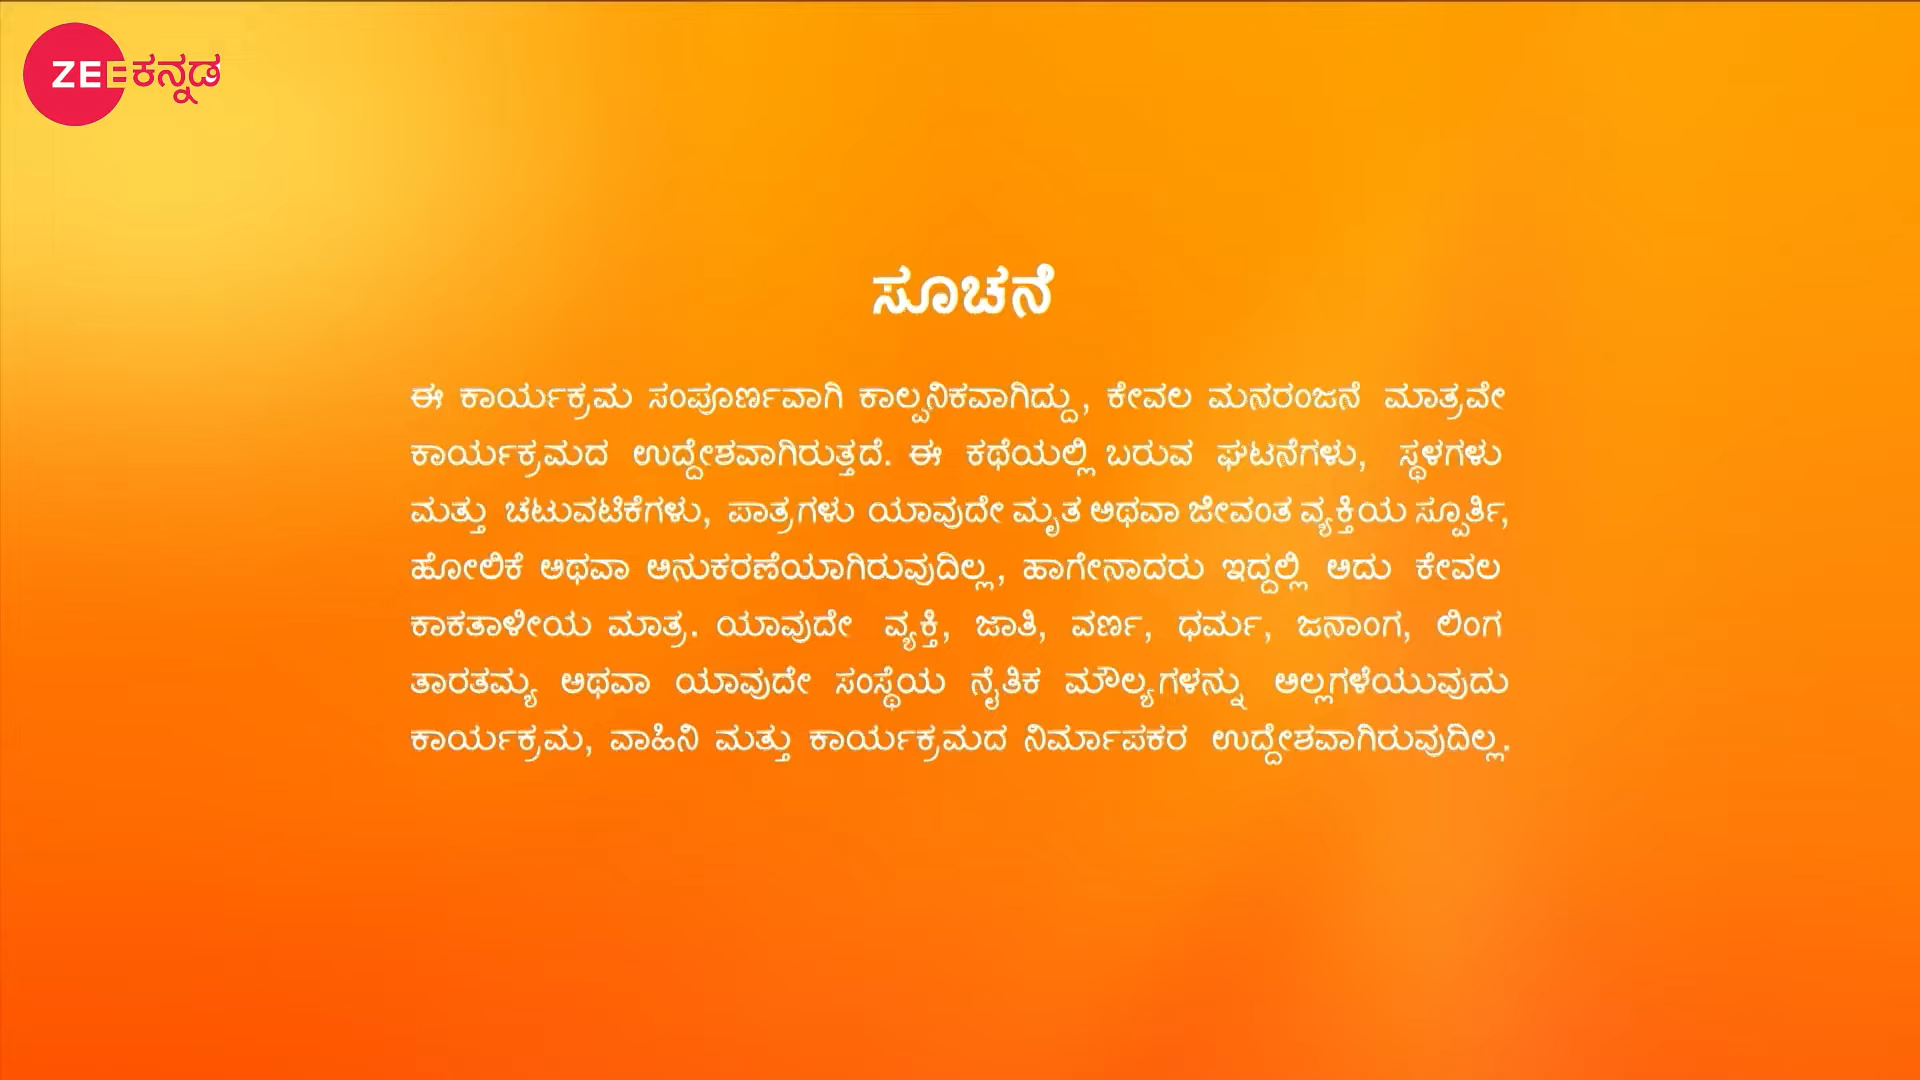 ZEEಕನ್ನಡ
ಸೂಚನೆ
ಈ ಕಾರ್ಯಕ್ರಮ ಸಂಪೂರ್ಣವಾಗಿ ಕಾಲ್ಪನಿಕವಾಗಿದ್ದು, ಕೇವಲ ಮನರಂಜನೆ ಮಾತ್ರವೇ
ಕಾರ್ಯಕ್ರಮದ ಉದ್ದೇಶವಾಗಿರುತ್ತದೆ. ಈ ಕಥೆಯಲ್ಲಿ ಬರುವ ಘಟನೆಗಳು, ಸ್ಥಳಗಳು
ಮತ್ತು ಚಟುವಟಿಕೆಗಳು, ಪಾತ್ರಗಳು ಯಾವುದೇ ಮೃತ ಅಥವಾ ಜೀವಂತ ವ್ಯಕ್ತಿಯ ಸ್ಪೂರ್ತಿ,
ಹೋಲಿಕೆ ಅಥವಾ ಅನುಕರಣೆಯಾಗಿರುವುದಿಲ್ಲ, ಹಾಗೇನಾದರು ಇದ್ದಲ್ಲಿ ಅದು ಕೇವಲ
ಕಾಕತಾಳೀಯ ಮಾತ್ರ. ಯಾವುದೇ ವ್ಯಕ್ತಿ, ಜಾತಿ, ವರ್ಣ, ಧರ್ಮ, ಜನಾಂಗ, ಲಿಂಗ
ತಾರತಮ್ಯ ಅಥವಾ ಯಾವುದೇ ಸಂಸ್ಥೆಯ ನೈತಿಕ ಮೌಲ್ಯಗಳನ್ನು ಅಲ್ಲಗಳೆಯುವುದು
ಕಾರ್ಯಕ್ರಮ, ವಾಹಿನಿ ಮತ್ತು ಕಾರ್ಯಕ್ರಮದ ನಿರ್ಮಾಪಕರ ಉದ್ದೇಶವಾಗಿರುವುದಿಲ್ಲ.